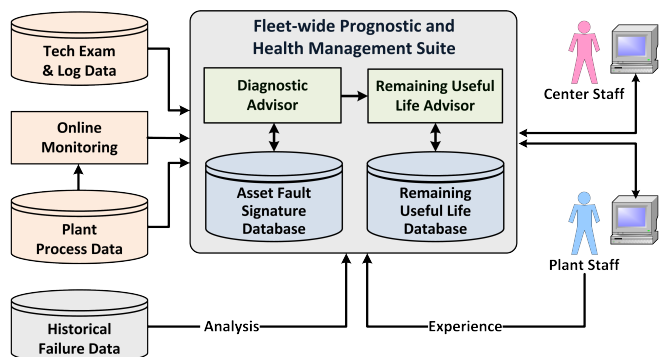 Fleet-wide Prognostic and
Health Management Suite
Tech Exam
& Log Data
Diagnostic
Advisor
Remaining Useful
Life Advisor
Center Staff
Online
Monitoring
Asset Fault
Signature
Database
Remaining
Useful Life
Database
Plant
Process Data
Plant Staff
Historical
Failure Data
Analysis
Experience